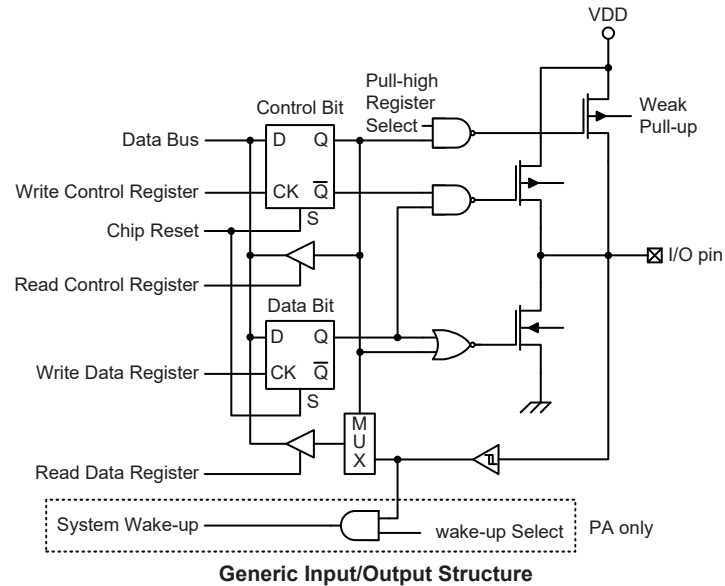 VDD
Pull-high
Register
Select
Weak
Pull-up
Control Bit
Data Bus
D Q
Write Control Register
CK Q
S
Chip Reset
I/O pin
Read Control Register
Data Bit
D Q
Write Data Register
CK Q
S
M
U
X
Read Data Register
System Wake-up
wake-up Select
PA only
Generic Input/Output Structure